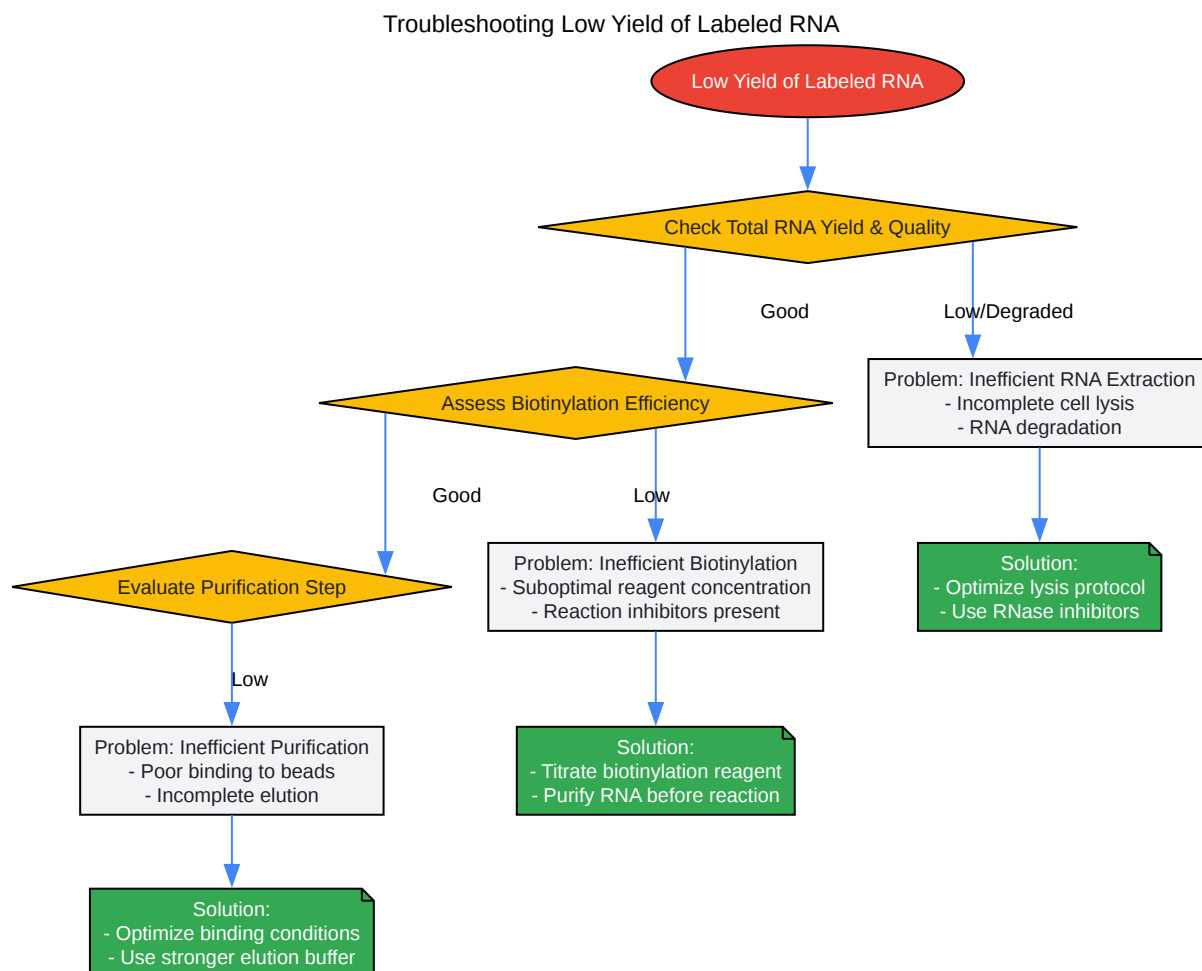 Troubleshooting Low Yield of Labeled RNA
Low Yield of Labeled RNA
Check Total RNA Yield & Quality
Good
Low/Degraded
Problem: Inefficient RNA Extraction
- Incomplete cell lysis
- RNA degradation
Assess Biotinylation Efficiency
Good
Low
Problem: Inefficient Biotinylation
- Suboptimal reagent concentration
- Reaction inhibitors present
Solution:
- Optimize lysis protocol
- Use RNase inhibitors
Evaluate Purification Step
Low
Problem: Inefficient Purification
- Poor binding to beads
- Incomplete elution
Solution:
- Titrate biotinylation reagent
- Purify RNA before reaction
Solution:
- Optimize binding conditions
- Use stronger elution buffer